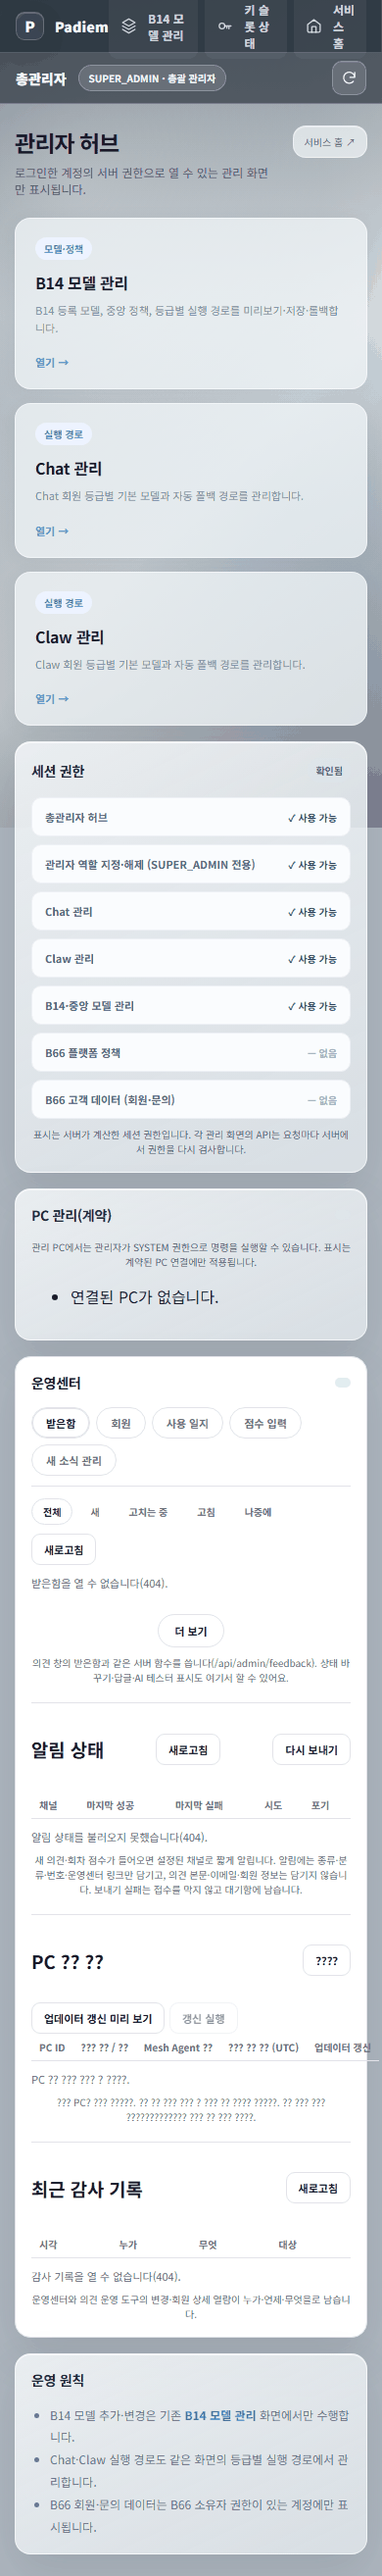 P Padiem
B14 모
델 관리
키 슬
롯 상
태
서비
스
홈
총관리자 SUPER_ADMIN · 총괄 관리자
관리자 허브
서비스 홈 ↗
로그인한 계정의 서버 권한으로 열 수 있는 관리 화면
만 표시됩니다.
모델·정책
B14 모델 관리
B14 등록 모델, 중앙 정책, 등급별 실행 경로를 미리보기·저장·롤백합
니다.
열기 →
실행 경로
Chat 관리
Chat 회원 등급별 기본 모델과 자동 폴백 경로를 관리합니다.
열기 →
실행 경로
Claw 관리
Claw 회원 등급별 기본 모델과 자동 폴백 경로를 관리합니다.
열기 →
세션 권한 확인됨
총관리자 허브 ✓ 사용 가능
관리자 역할 지정·해제 (SUPER_ADMIN 전용) ✓ 사용 가능
Chat 관리 ✓ 사용 가능
Claw 관리 ✓ 사용 가능
B14·중앙 모델 관리 ✓ 사용 가능
B66 플랫폼 정책 — 없음
B66 고객 데이터 (회원·문의) — 없음
표시는 서버가 계산한 세션 권한입니다. 각 관리 화면의 API는 요청마다 서버에
서 권한을 다시 검사합니다.
PC 관리(계약)
관리 PC에서는 관리자가 SYSTEM 권한으로 명령을 실행할 수 있습니다. 표시는
계약된 PC 연결에만 적용됩니다.
• 연결된 PC가 없습니다.
운영센터
받은함 회원 사용 일지 점수 입력
새 소식 관리
전체 새 고치는 중 고침 나중에
새로고침
받은함을 열 수 없습니다(404).
더 보기
의견 창의 받은함과 같은 서버 함수를 씁니다(/api/admin/feedback). 상태 바
꾸기·답글·AI 테스터 표시도 여기서 할 수 있어요.
알림 상태 새로고침 다시 보내기
채널 마지막 성공 마지막 실패 시도 포기
알림 상태를 불러오지 못했습니다(404).
새 의견·회차 점수가 들어오면 설정된 채널로 짧게 알립니다. 알림에는 종류·분
류·번호·운영센터 링크만 담기고, 의견 본문·이메일·회원 정보는 담기지 않습니
다. 보내기 실패는 접수를 막지 않고 대기함에 남습니다.
PC ?? ?? ????
업데이터 갱신 미리 보기 갱신 실행
PC ID ??? ?? / ?? Mesh Agent ?? ??? ?? ?? (UTC) 업데이터 갱신
PC ?? ??? ??? ? ????.
??? PC? ??? ?????. ?? ?? ??? ??? ? ??? ?? ???? ?????. ?? ??? ???
????????????? ??? ?? ??? ????.
최근 감사 기록 새로고침
시각 누가 무엇 대상
감사 기록을 열 수 없습니다(404).
운영센터와 의견 운영 도구의 변경·회원 상세 열람이 누가·언제·무엇을로 남습니
다.
운영 원칙
• B14 모델 추가·변경은 기존 B14 모델 관리 화면에서만 수행합
니다.
• Chat·Claw 실행 경로도 같은 화면의 등급별 실행 경로에서 관
리합니다.
• B66 회원·문의 데이터는 B66 소유자 권한이 있는 계정에만 표
시됩니다.